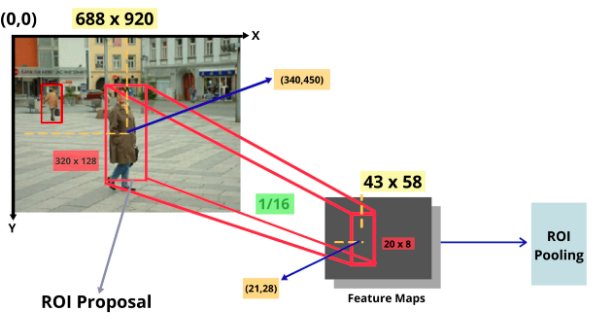 (0,0)
688 x 920
X
(340,450)
320 x 128
43 x 58
1/16
Y
20 x 8
ROI
Pooling
(21,28)
ROI Proposal
Feature Maps